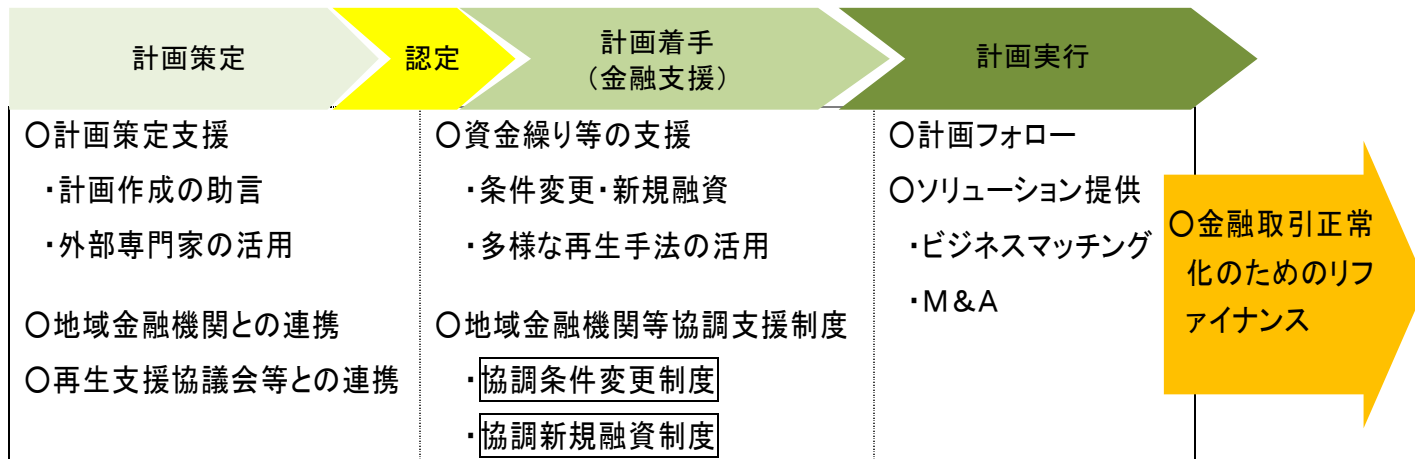 計画策定
認定
計画着手
（金融支援）
計画実行
○計画策定支援
・計画作成の助言
・外部専門家の活用
○地域金融機関との連携
○再生支援協議会等との連携
○資金繰り等の支援
・条件変更・新規融資
・多様な再生手法の活用
○地域金融機関等協調支援制度
・協調条件変更制度
・協調新規融資制度
○計画フォロー
○ソリューション提供
・ビジネスマッチング
・M&A
○金融取引正常
化のためのリフ
ァイナンス